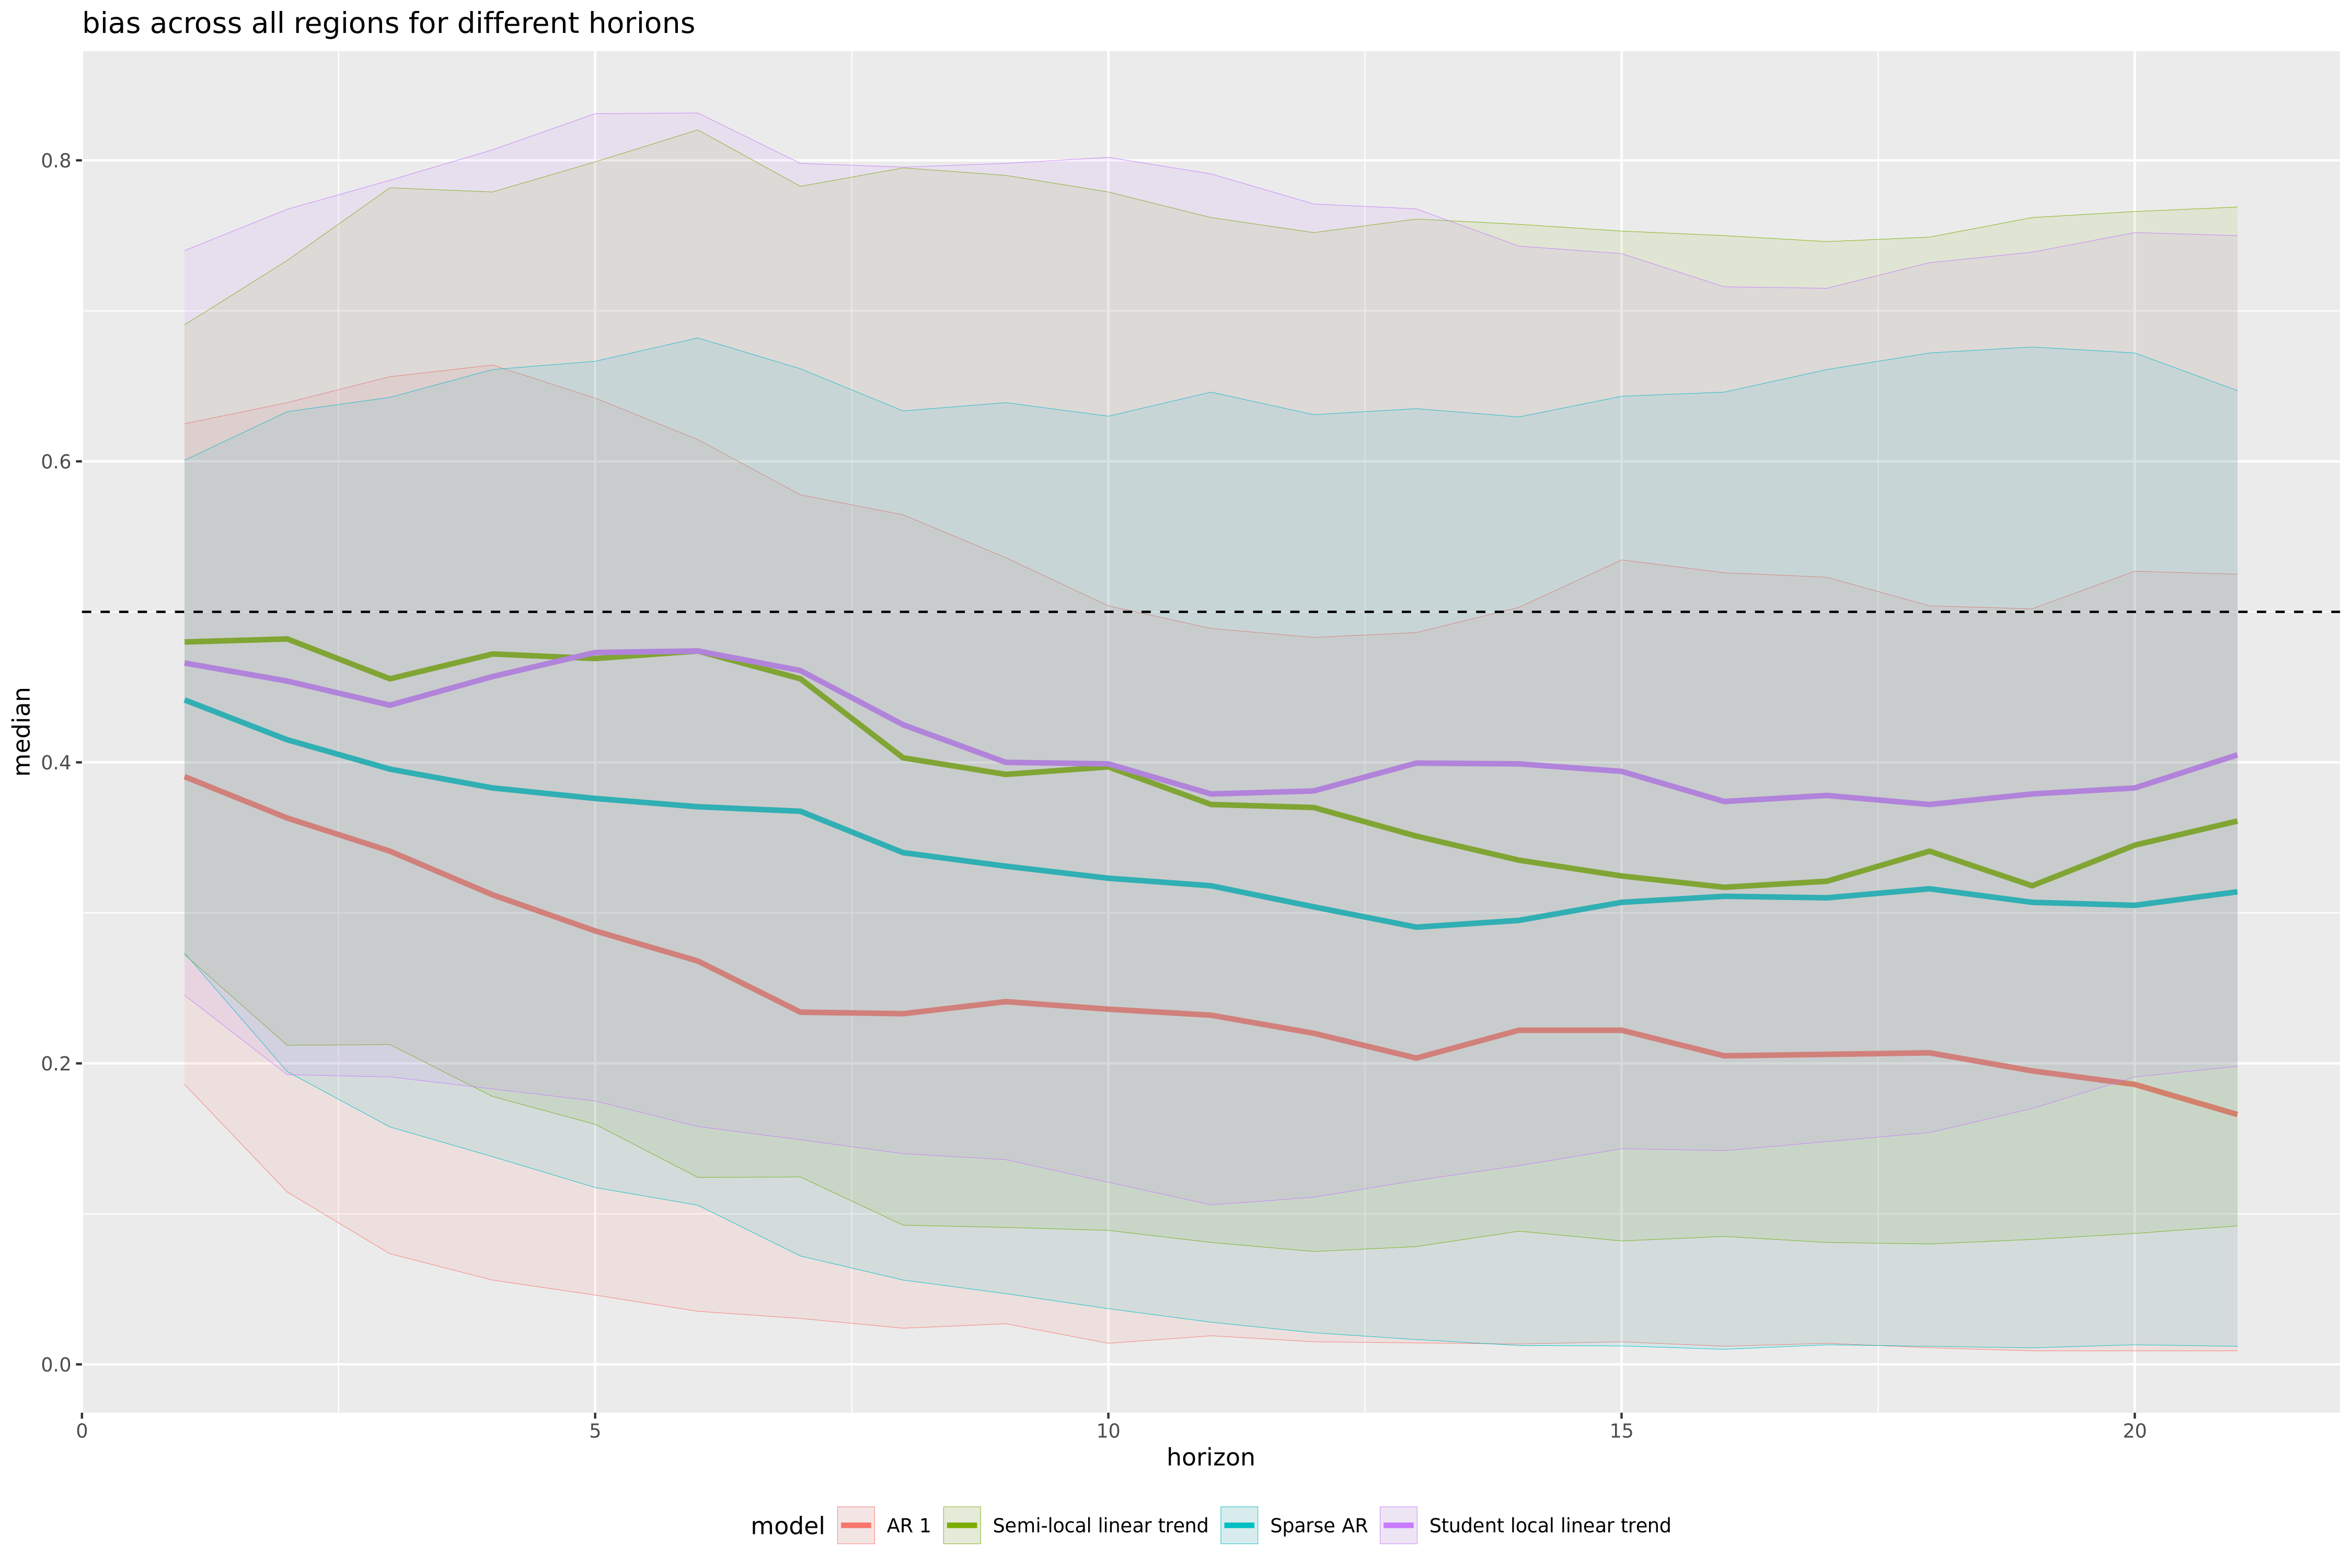 bias across all regions for different horions
median
0.8
0.6
0.4
0.2
0.0
0 5 10 15 20
horizon
model AR 1 Semi-local linear trend Sparse AR Student local linear trend